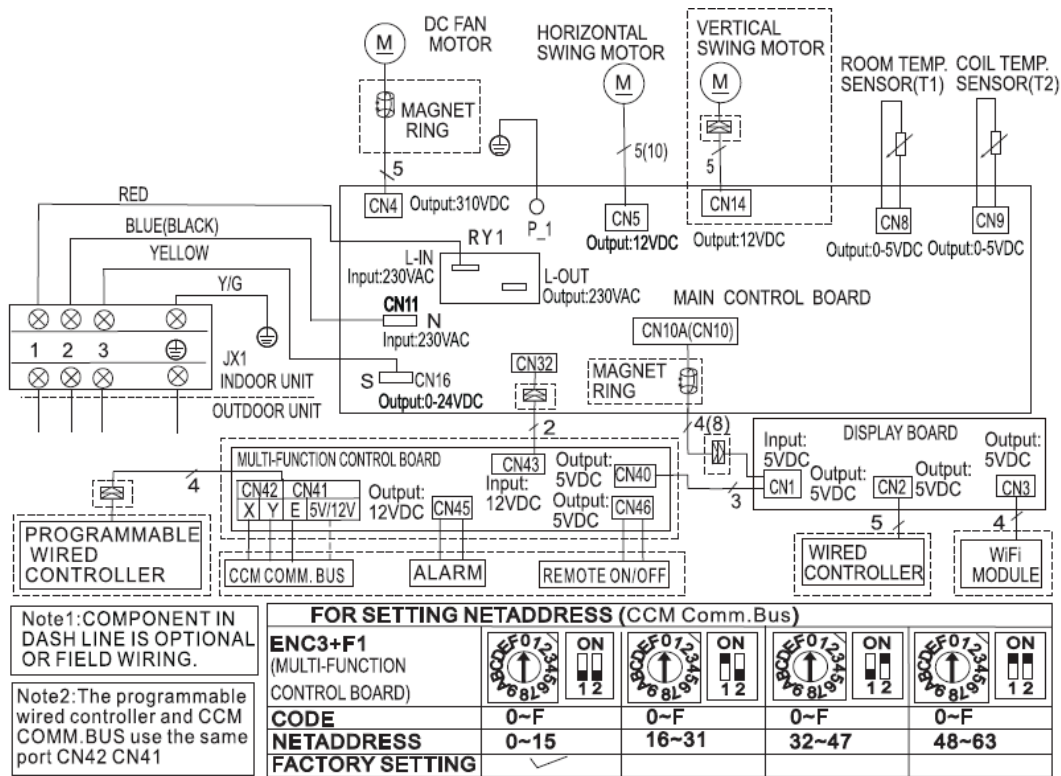 DC FAN
MOTOR
M
MAGNET
RING
5
HORIZONTAL
SWING MOTOR
M
5(10)
VERTICAL
SWING MOTOR
M
5
ROOM TEMP.
SENSOR(T1)
COIL TEMP.
SENSOR(T2)
RED
BLUE(BLACK)
YELLOW
Y/G
CN4 Output:310VDC
P_1
CN5
Output:12VDC
CN14
Output:12VDC
CN8
Output:0-5VDC
CN9
Output:0-5VDC
RY1
L-IN
Input:230VAC
L-OUT
Output:230VAC
CN11
N
Input:230VAC
S CN16
Output:0-24VDC
MAIN CONTROL BOARD
CN10A(CN10)
CN32
MAGNET
RING
1 2 3
JX1
INDOOR UNIT
OUTDOOR UNIT
2
4(8)
MULTI-FUNCTION CONTROL BOARD
CN42 CN41
X Y E 5V/12V
Output:
12VDC
CN45
CN43
Input:
12VDC
Output:
5VDC
CN40
Output:
5VDC
CN46
3
DISPLAY BOARD
Input:
5VDC
CN1
Output:
5VDC
CN2
Output:
5VDC
Output:
5VDC
CN3
4
PROGRAMMABLE
WIRED
CONTROLLER
CCM COMM. BUS
ALARM
REMOTE ON/OFF
5
WIRED
CONTROLLER
4
WiFi
MODULE
Note1:COMPONENT IN
DASH LINE IS OPTIONAL
OR FIELD WIRING.
Note2:The programmable
wired controller and CCM
COMM.BUS use the same
port CN42 CN41
FOR SETTING NETADDRESS (CCM Comm.Bus)
ENC3+F1
(MULTI-FUNCTION
CONTROL BOARD)
0123456789ABCDEF
ON
1 2
0123456789ABCDEF
ON
1 2
0123456789ABCDEF
ON
1 2
0123456789ABCDEF
ON
1 2
CODE 0~F 0~F 0~F 0~F
NETADDRESS 0~15 16~31 32~47 48~63
FACTORY SETTING